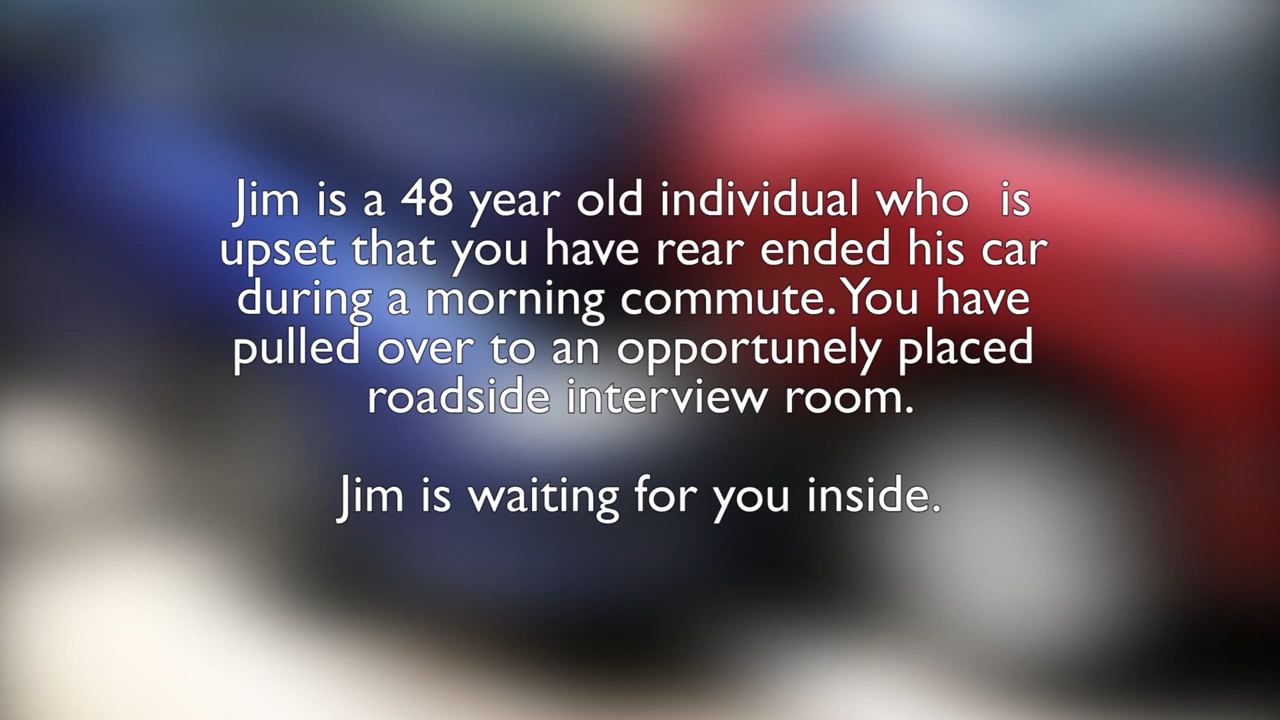 Jim is a 48 year old individual who  is
upset that you have rear ended his car
during a morning commute. You have
pulled over to an opportunely placed
roadside interview room.
Jim is waiting for you inside.